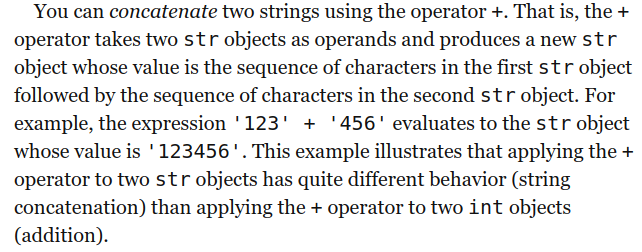 You can concatenate two strings using the operator +. That is, the +
operator takes two str objects as operands and produces a new str
object whose value is the sequence of characters in the first str object
followed by the sequence of characters in the second str object. For
example, the expression '123' + '456' evaluates to the str object
whose value is '123456'. This example illustrates that applying the +
operator to two str objects has quite different behavior (string
concatenation) than applying the + operator to two int objects
(addition).